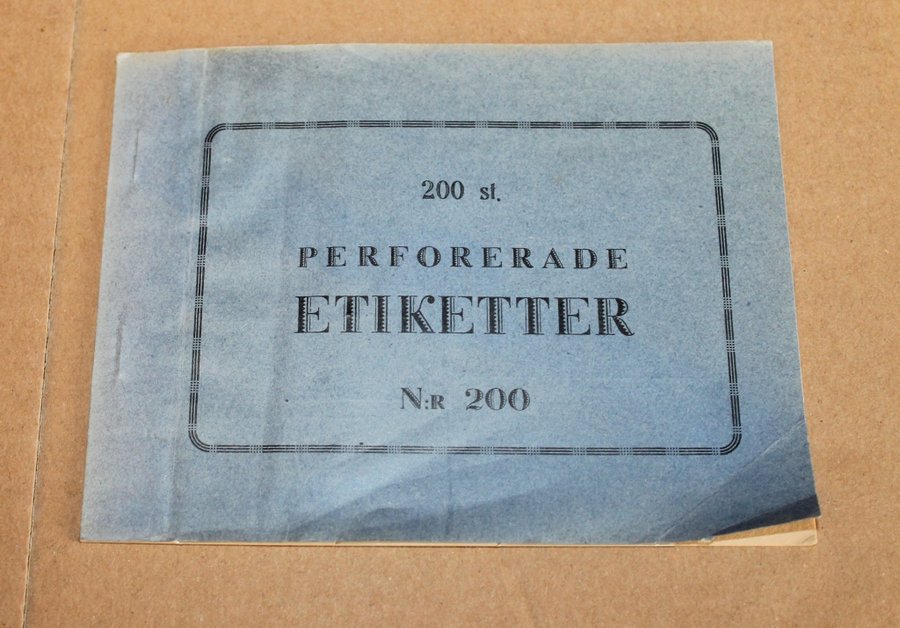 200 st.
PERFORERADE
ETIKETTER
N:R 200